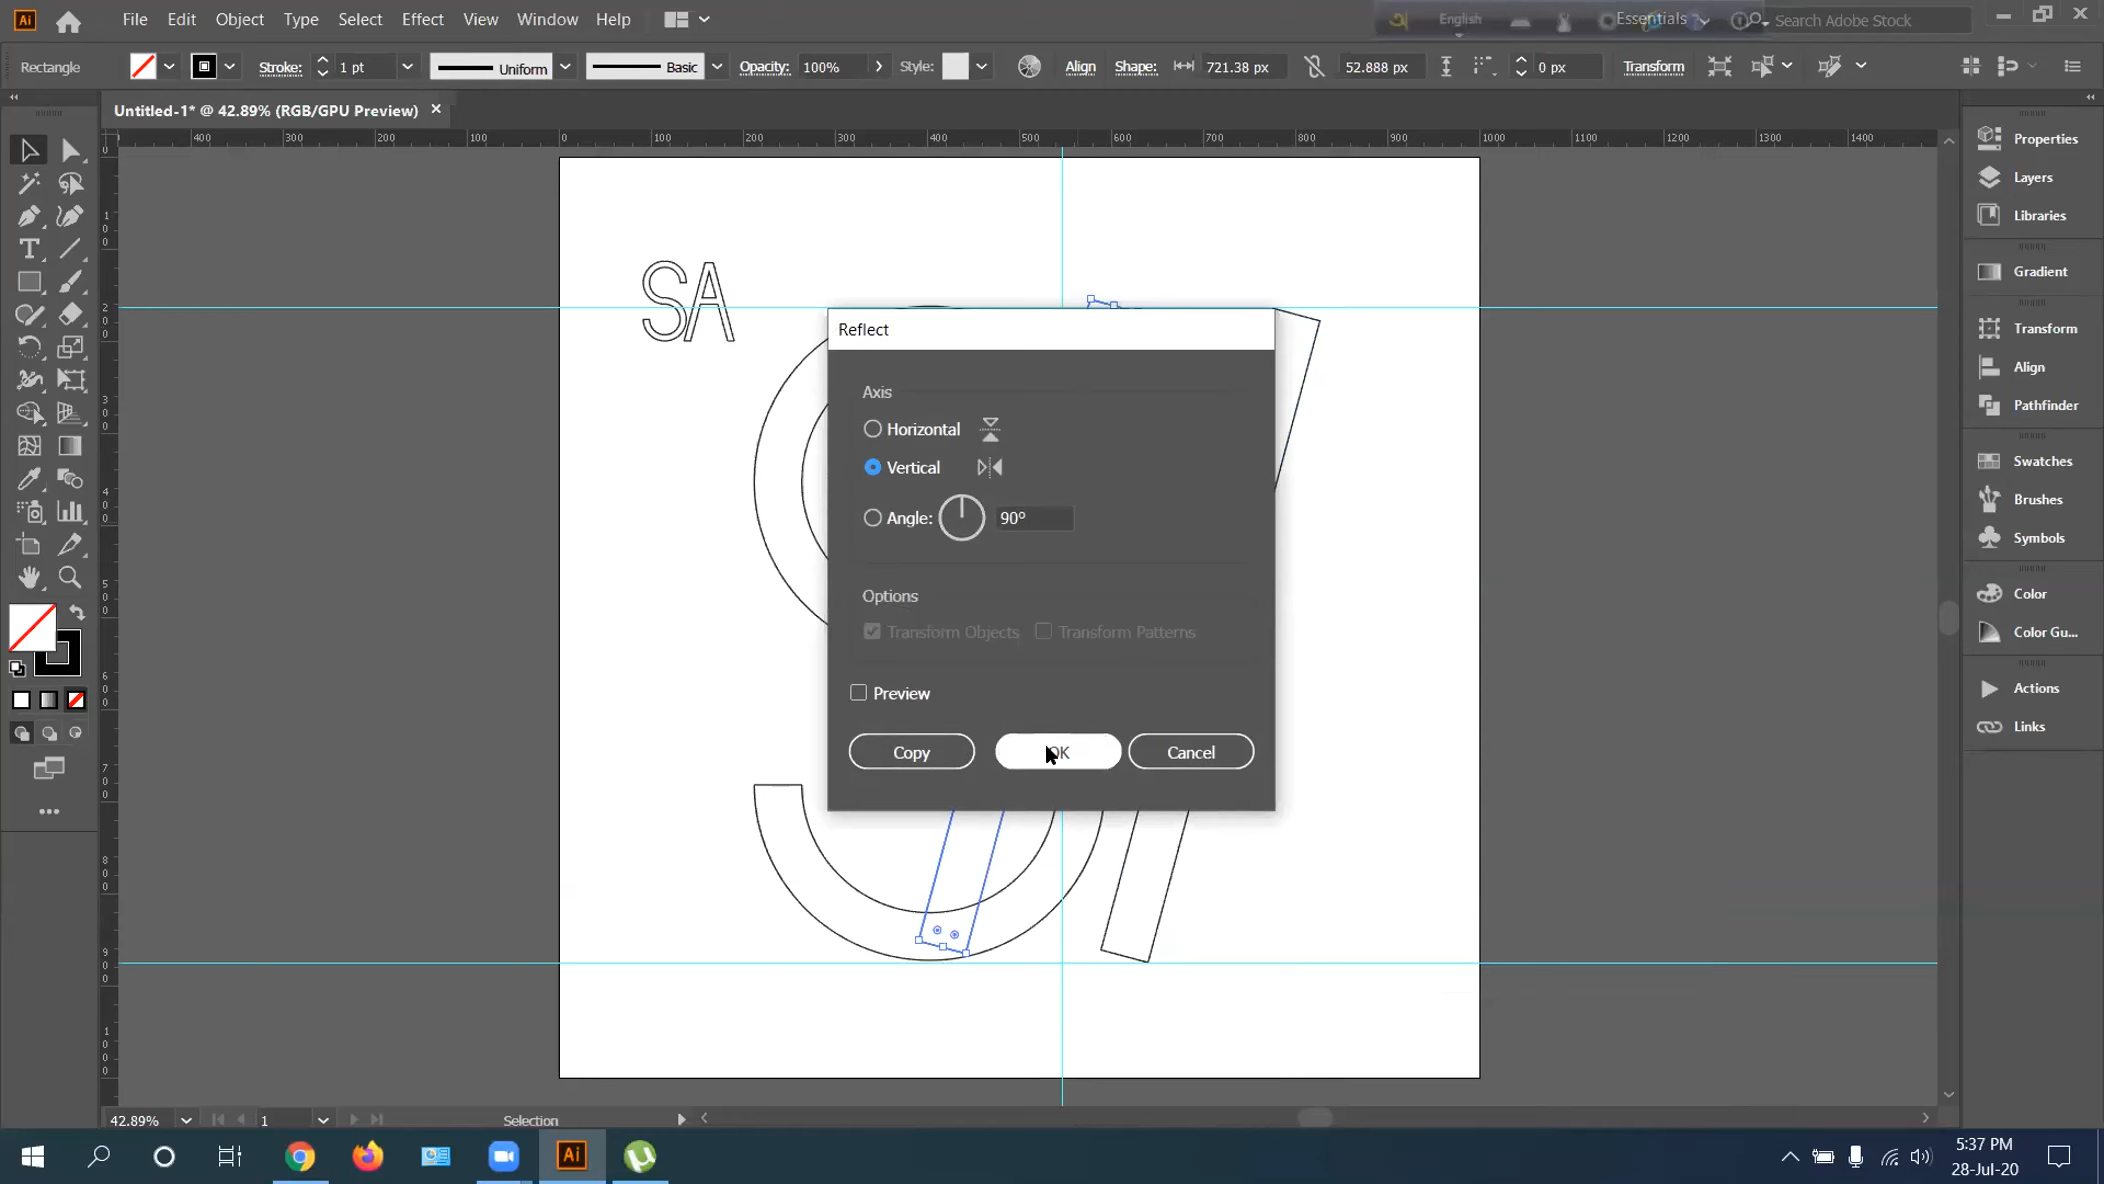 Ai File Edit Object Type Select Effect View Window Help Essentials Search Adobe Stock
English
Rectangle Stroke: 1 pt Uniform Basic Opacity: 100% Style: Align Shape: 721.38 px 52.888 px 0 px Transform
Untitled-1* @ 42.89% (RGB/GPU Preview)
400 300 200 100 0 100 200 300 400 500 600 700 800 900 1000 1100 1200 1300 1400
SA
Reflect
Axis
Horizontal
Vertical
Angle: 90°
Options
Transform Objects Transform Patterns
Preview
Copy OK Cancel
Properties
Layers
Libraries
Gradient
Transform
Align
Pathfinder
Swatches
Brushes
Symbols
Color
Color Gu...
Actions
Links
42.89% 1 Selection
Ai
5:37 PM
28-Jul-20